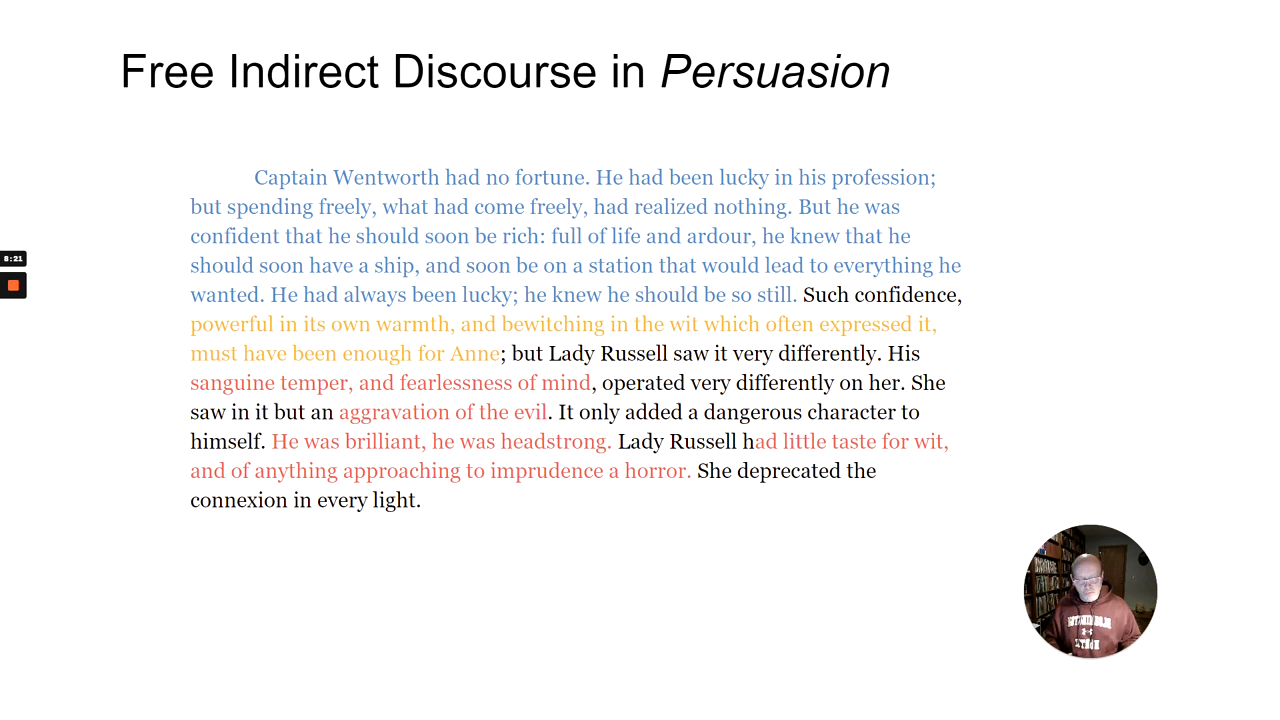 Free Indirect Discourse in Persuasion
Captain Wentworth had no fortune. He had been lucky in his profession;
but spending freely, what had come freely, had realized nothing. But he was
confident that he should soon be rich: full of life and ardour, he knew that he
should soon have a ship, and soon be on a station that would lead to everything he
wanted. He had always been lucky; he knew he should be so still. Such confidence,
powerful in its own warmth, and bewitching in the wit which often expressed it,
must have been enough for Anne; but Lady Russell saw it very differently. His
sanguine temper, and fearlessness of mind, operated very differently on her. She
saw in it but an aggravation of the evil. It only added a dangerous character to
himself. He was brilliant, he was headstrong. Lady Russell had little taste for wit,
and of anything approaching to imprudence a horror. She deprecated the
connexion in every light.
8:21